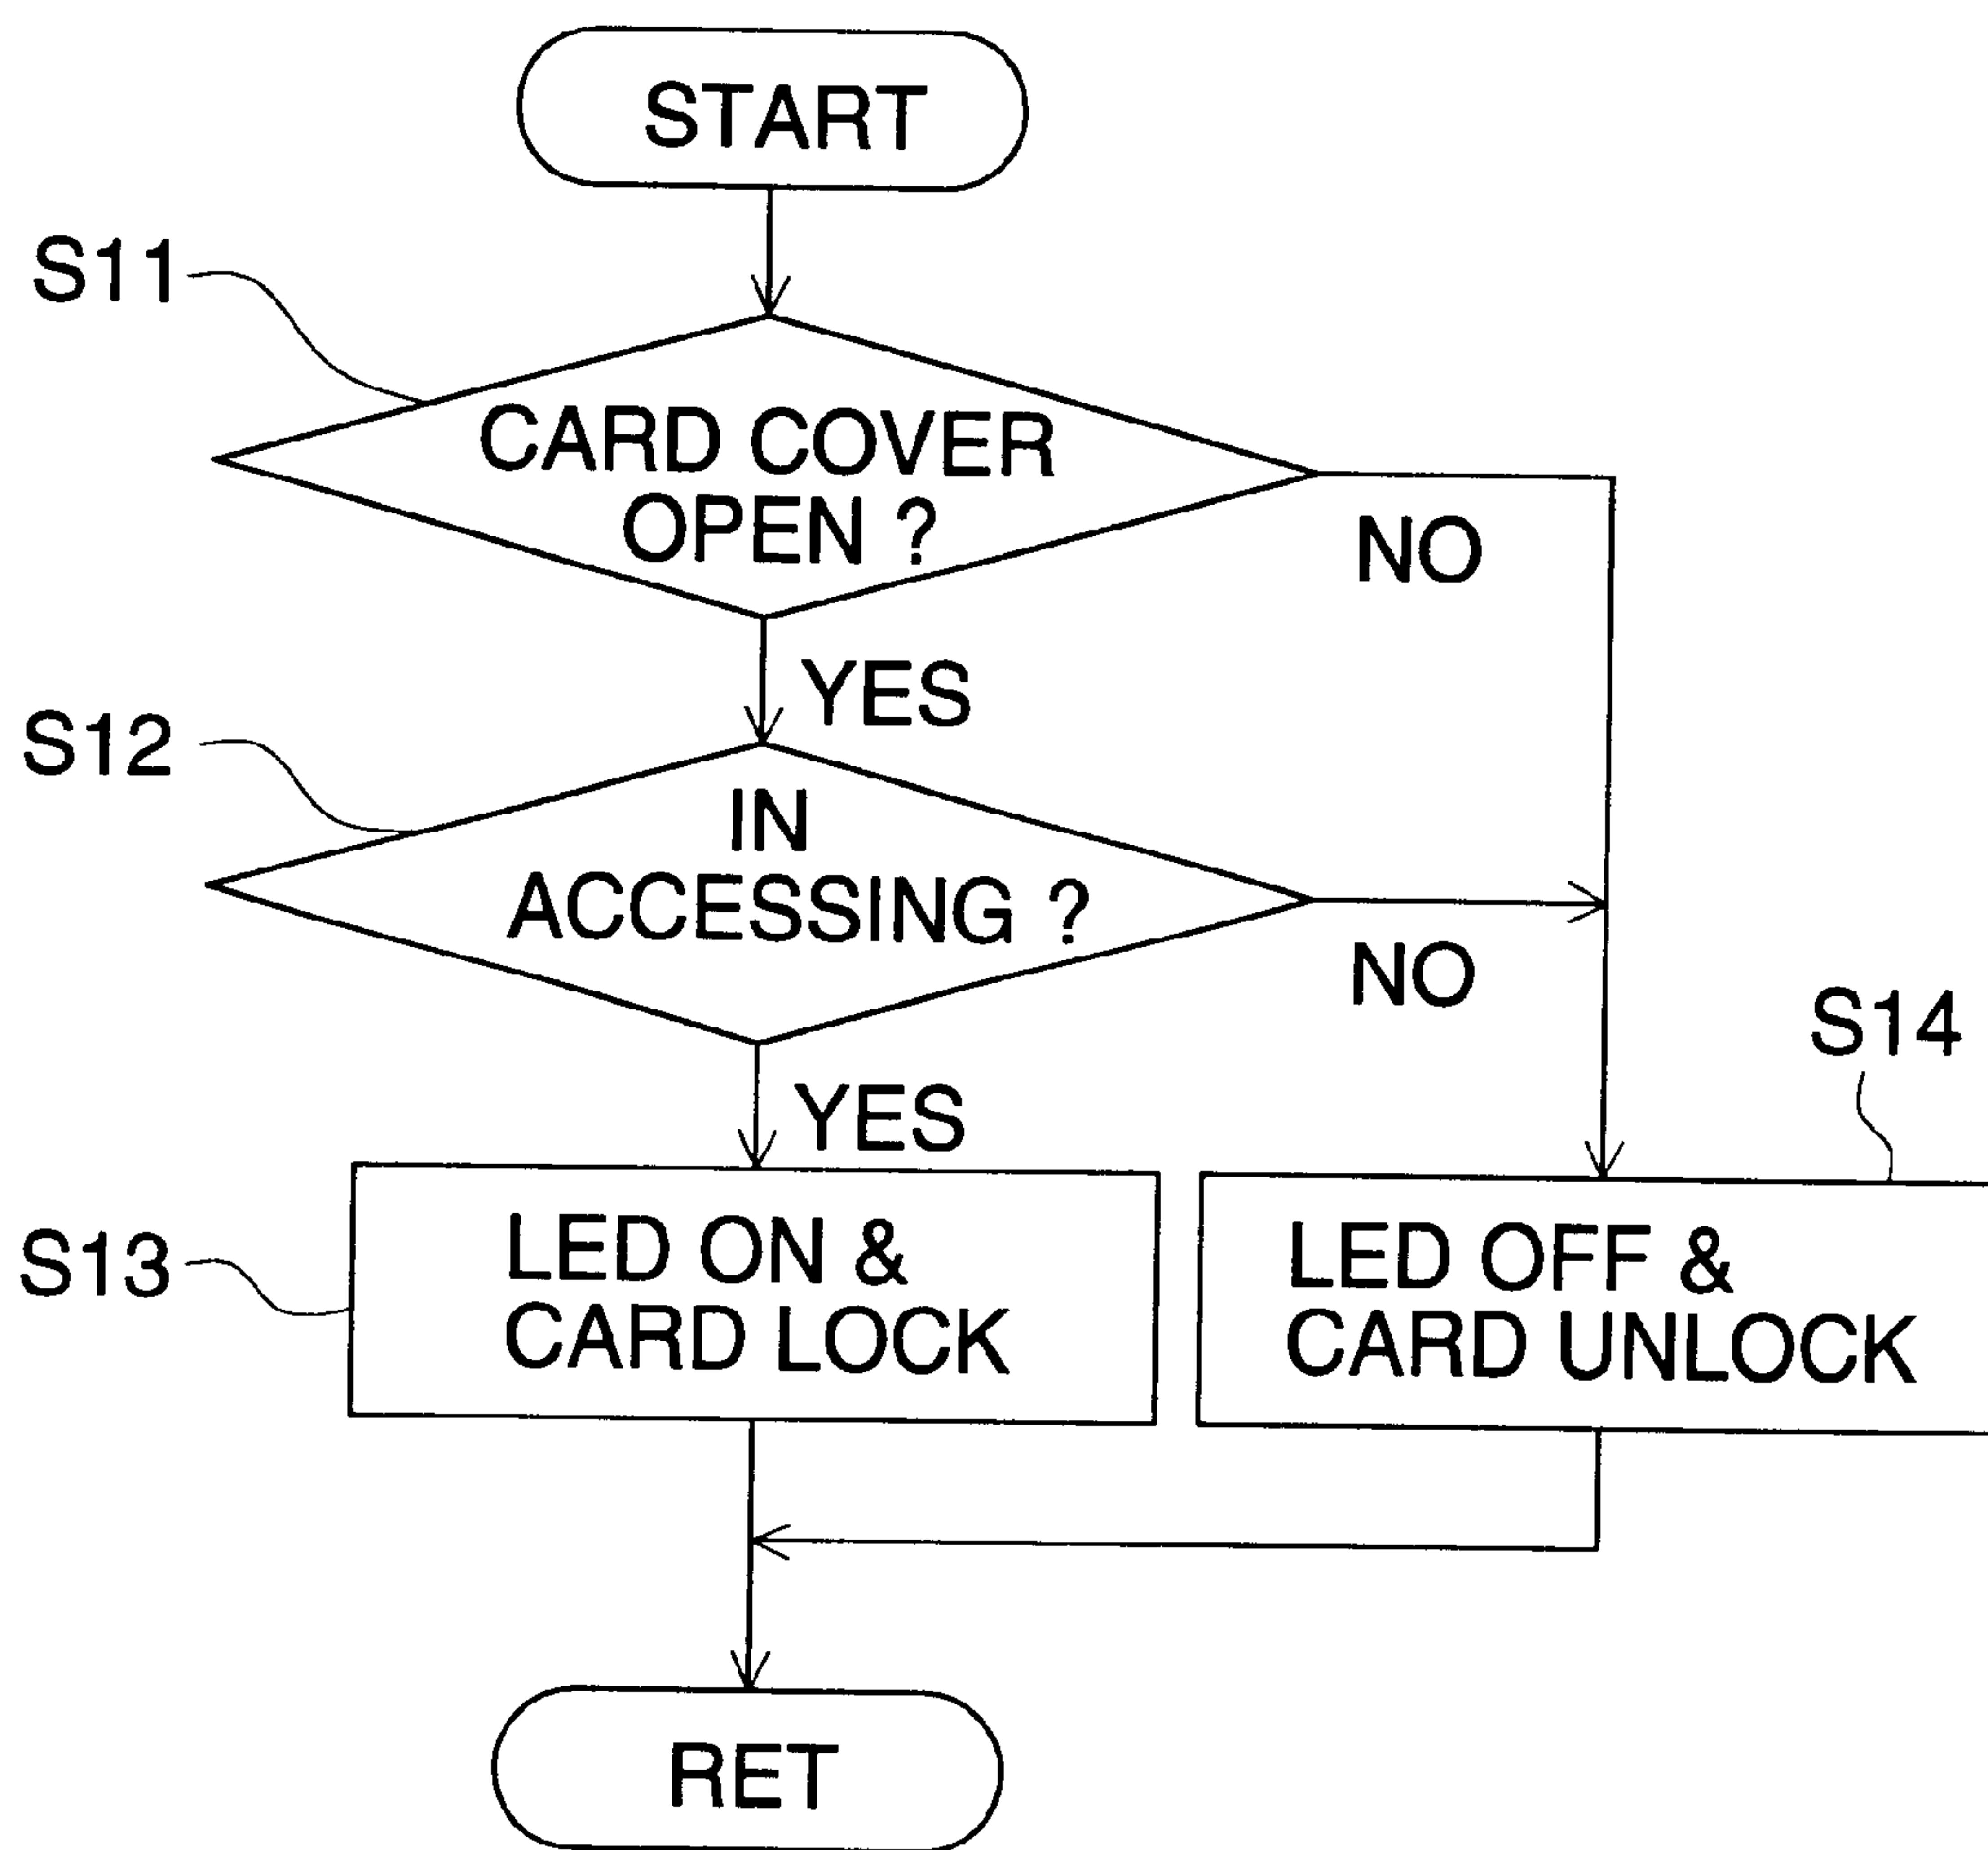 START
S11
CARD COVER
OPEN ?
NO
YES
S12
IN
ACCESSING ?
NO
S14
YES
S13
LED ON &
CARD LOCK
LED OFF &
CARD UNLOCK
RET